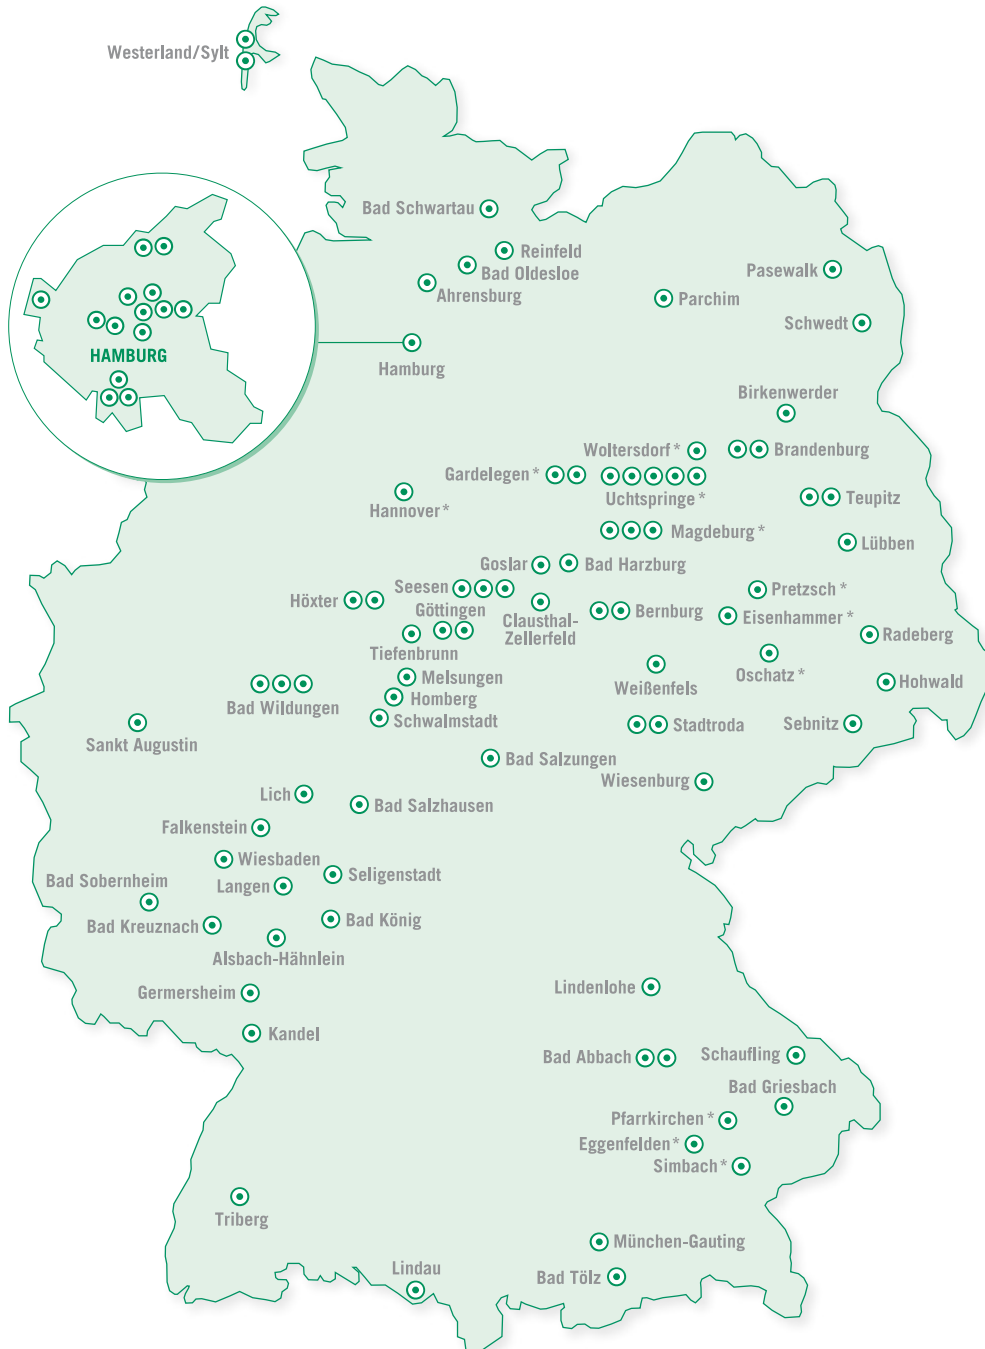 Westerland/Sylt
Bad Schwartau
Reinfeld
Bad Oldesloe
Ahrensburg
Pasewalk
Parchim
Schwedt
HAMBURG
Hamburg
Birkenwerder
Woltersdorf *
Brandenburg
Gardelegen *
Uchtspringe *
Hannover *
Teupitz
Magdeburg *
Lübben
Goslar
Bad Harzburg
Seesen
Pretzsch *
Höxter
Göttingen
Clausthal-
Zellerfeld
Bernburg
Eisenhammer *
Radeberg
Tiefenbrunn
Oschatz *
Melsungen
Weißenfels
Hohwald
Homberg
Bad Wildungen
Schwalmstadt
Stadtroda
Sebnitz
Sankt Augustin
Bad Salzungen
Wiesenburg
Lich
Bad Salzhausen
Falkenstein
Wiesbaden
Seligenstadt
Bad Sobernheim
Langen
Bad König
Bad Kreuznach
Alsbach-Hähnlein
Germersheim
Lindenlohe
Kandel
Bad Abbach
Schaufling
Bad Griesbach
Pfarrkirchen *
Eggenfelden *
Simbach *
Triberg
München-Gauting
Lindau
Bad Tölz